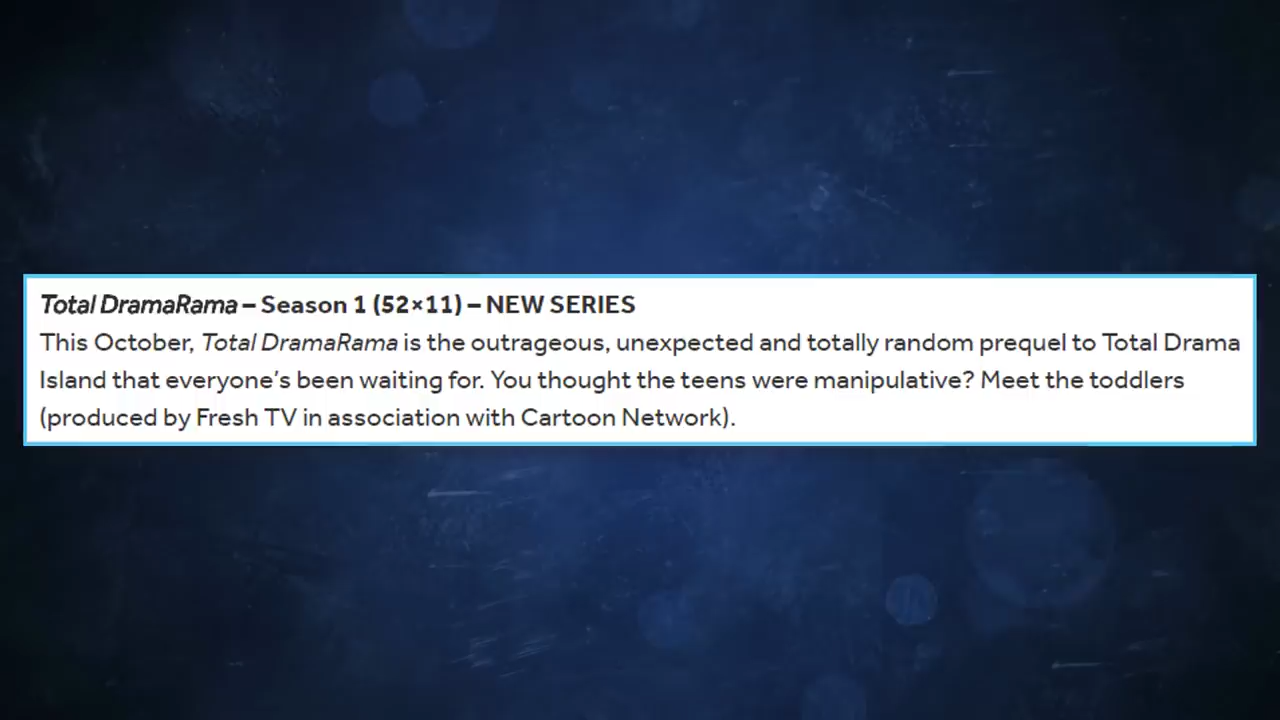 Total DramaRama – Season 1 (52×11) – NEW SERIES
This October, Total DramaRama is the outrageous, unexpected and totally random prequel to Total Drama
Island that everyone’s been waiting for. You thought the teens were manipulative? Meet the toddlers
(produced by Fresh TV in association with Cartoon Network).